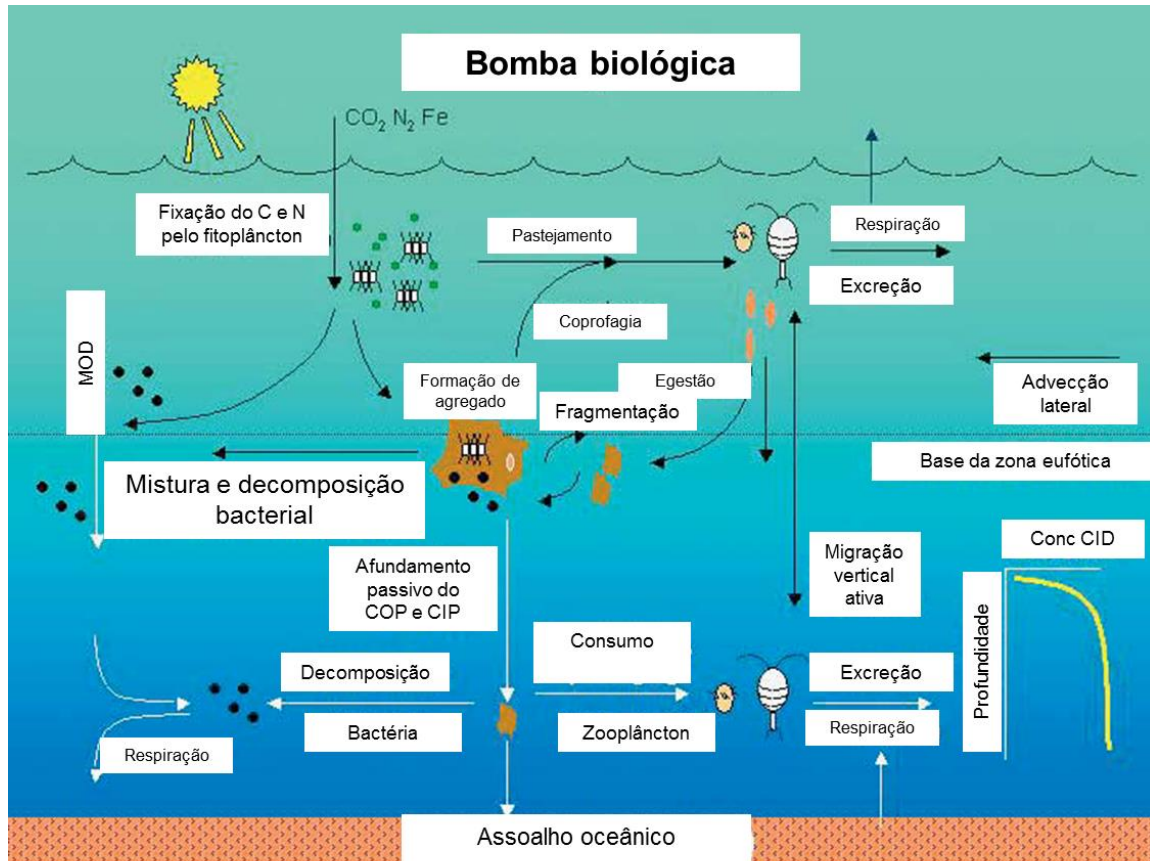 Bomba biológica
CO₂ N₂ Fe
Fixação do C e N
pelo fitoplâncton
Pastejamento
Respiração
Excreção
Coprofagia
MOD
Formação de
agregado
Egestão
Fragmentação
Advecção
lateral
Base da zona eufótica
Mistura e decomposição
bacterial
Afundamento
passivo do
COP e CIP
Migração
vertical
ativa
Conc CID
Profundidade
Consumo
Decomposição
Excreção
Bactéria
Zooplâncton
Respiração
Respiração
Assoalho oceânico